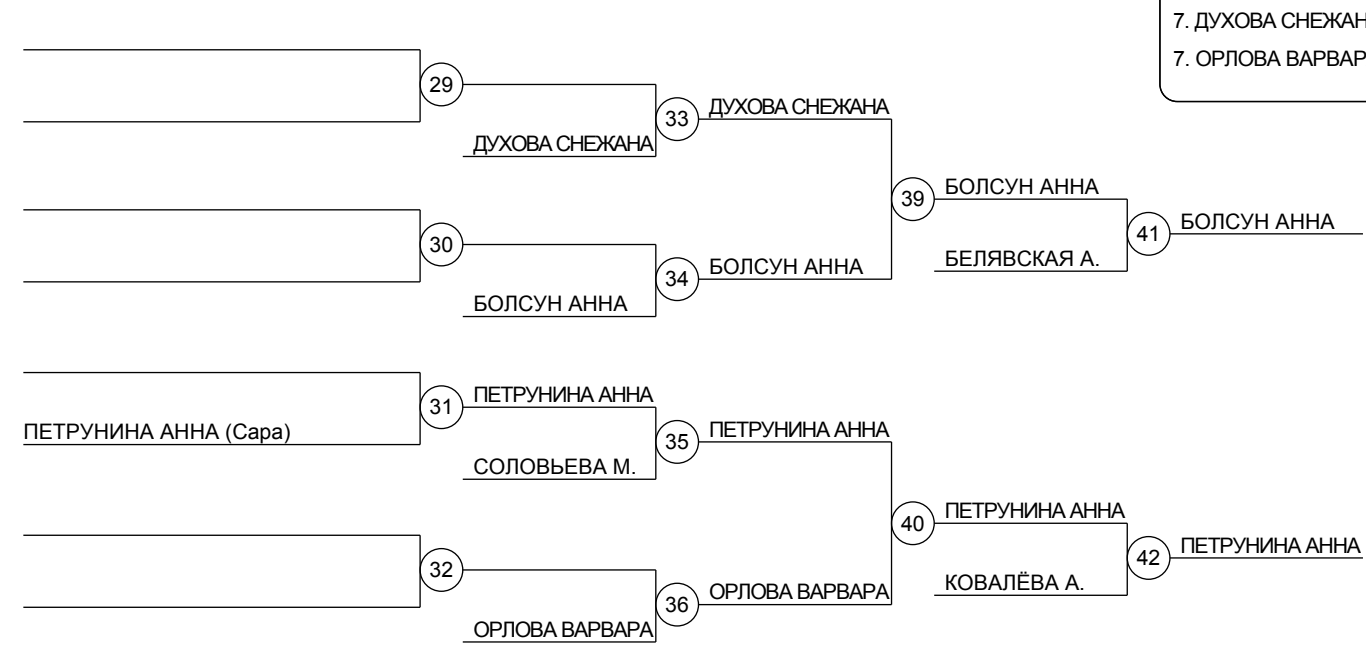 7. ДУХОВА СНЕЖАН
7. ОРЛОВА ВАРВАР
29
33 ДУХОВА СНЕЖАНА
ДУХОВА СНЕЖАНА
39 БОЛСУН АННА
41 БОЛСУН АННА
30
БЕЛЯВСКАЯ А.
34 БОЛСУН АННА
БОЛСУН АННА
31 ПЕТРУНИНА АННА
ПЕТРУНИНА АННА (Сара)
35 ПЕТРУНИНА АННА
СОЛОВЬЕВА М.
40 ПЕТРУНИНА АННА
42 ПЕТРУНИНА АННА
32
КОВАЛЁВА А.
36 ОРЛОВА ВАРВАРА
ОРЛОВА ВАРВАРА